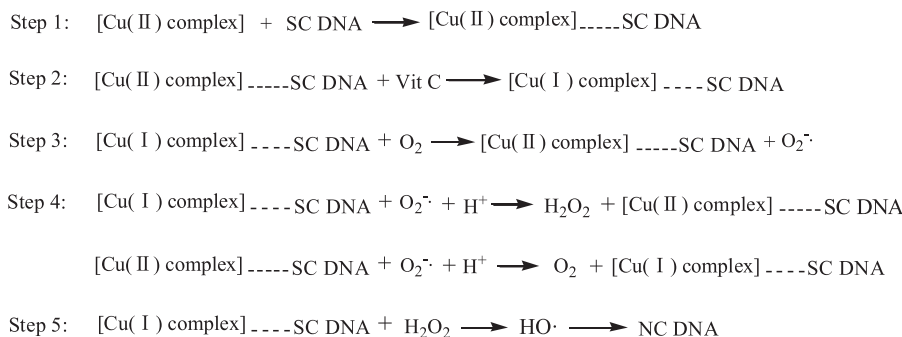 Step 1: [Cu(Ⅱ) complex] + SC DNA ⟶ [Cu(Ⅱ) complex]-----SC DNA
Step 2: [Cu(Ⅱ) complex]-----SC DNA + Vit C ⟶ [Cu(Ⅰ) complex]----SC DNA
Step 3: [Cu(Ⅰ) complex]----SC DNA + O₂ ⟶ [Cu(Ⅱ) complex]-----SC DNA + O₂⁻·
Step 4: [Cu(Ⅰ) complex]----SC DNA + O₂⁻· + H⁺ ⟶ H₂O₂ + [Cu(Ⅱ) complex]-----SC DNA
[Cu(Ⅱ) complex]-----SC DNA + O₂⁻· + H⁺ ⟶ O₂ + [Cu(Ⅰ) complex]----SC DNA
Step 5: [Cu(Ⅰ) complex]----SC DNA + H₂O₂ ⟶ HO· ⟶ NC DNA